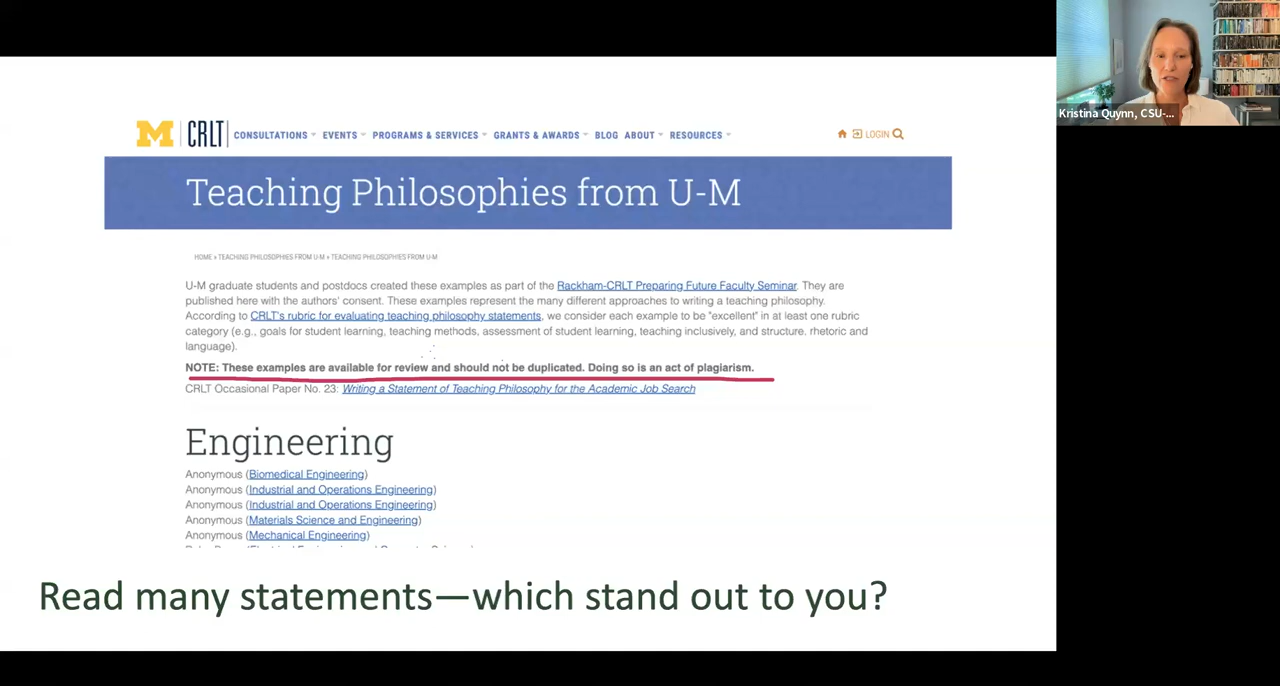 M CRLT CONSULTATIONS EVENTS PROGRAMS & SERVICES GRANTS & AWARDS BLOG ABOUT RESOURCES LOGIN
Teaching Philosophies from U-M
HOME » TEACHING PHILOSOPHIES FROM U-M » TEACHING PHILOSOPHIES FROM U-M
U-M graduate students and postdocs created these examples as part of the Rackham-CRLT Preparing Future Faculty Seminar. They are
published here with the authors' consent. These examples represent the many different approaches to writing a teaching philosophy.
According to CRLT's rubric for evaluating teaching philosophy statements, we consider each example to be "excellent" in at least one rubric
category (e.g., goals for student learning, teaching methods, assessment of student learning, teaching inclusively, and structure. rhetoric and
language).
NOTE: These examples are available for review and should not be duplicated. Doing so is an act of plagiarism.
CRLT Occasional Paper No. 23: Writing a Statement of Teaching Philosophy for the Academic Job Search
Engineering
Anonymous (Biomedical Engineering)
Anonymous (Industrial and Operations Engineering)
Anonymous (Industrial and Operations Engineering)
Anonymous (Materials Science and Engineering)
Anonymous (Mechanical Engineering)
Read many statements—which stand out to you?
Kristina Quynn, CSU-...